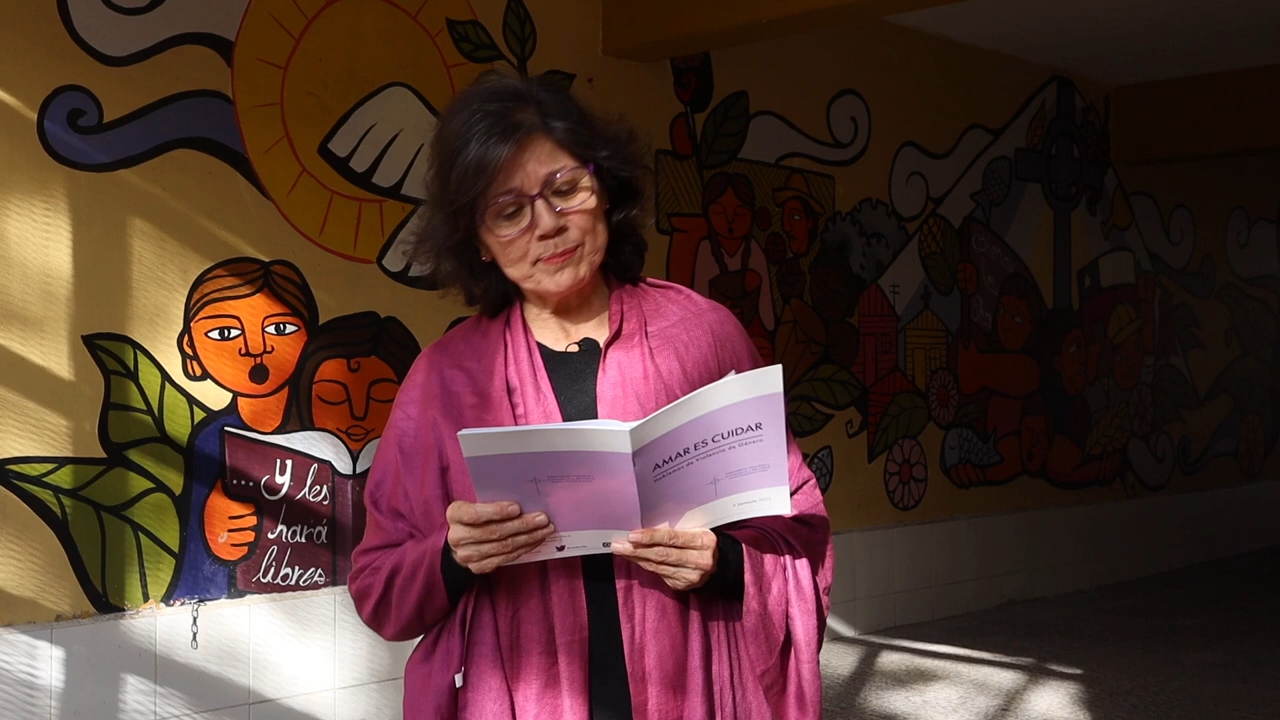 ...Y les
hará
libres.
AMAR ES CUIDAR
Hablemos de Violencia de Género